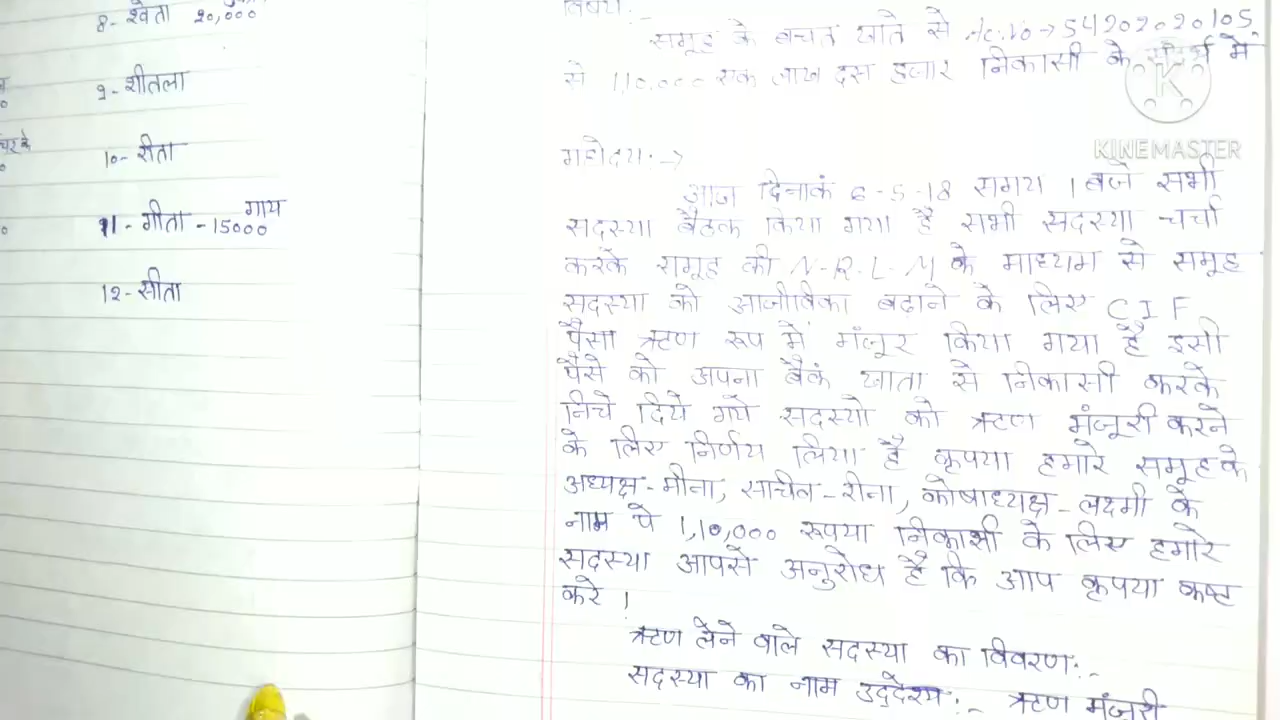 8- श्वेता 20,000
9- शीतला
10- रीता
गाय
11- गीता - 15000
12- सीता
विषय:-
समूह के बचत खाते से A/c.No → 54202020105
से 1,10,000 एक लाख दस हजार निकासी के में
KINEMASTER
महोदय:-→
आज दिनाकं 6-5-18 समय 1 बजे सभी
सदस्या बैठक किया गया है सभी सदस्या चर्चा
करके समूह की N-R-L-M के माध्यम से समूह
सदस्या को आजीविका बढाने के लिए CIF
पैसा ऋण रूप में मंजूर किया गया है इसी
पैसे को अपना बैकं खाता से निकासी करके
निचे दिये गये सदस्यो को ऋण मंजूरी करने
के लिए निर्णय लिया है कृपया हमारे समूह के
अध्यक्ष - मीना, सचिव - रीना, कोषाध्यक्ष - लक्ष्मी के
नाम पे 1,10,000 रूपया निकासी के लिए हमारे
सदस्या आपसे अनुरोध है कि आप कृपया कष्ट
करे ।
ऋण लेने वाले सदस्या का विवरण:-
सदस्या का नाम उद्देश्य:- ऋण मंजूरी